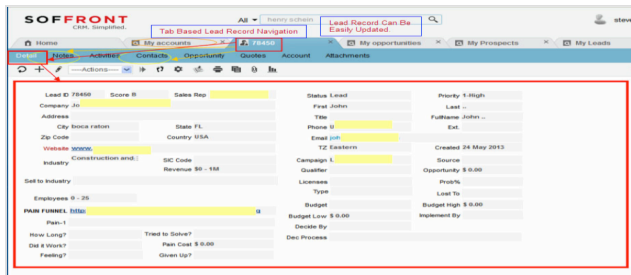 SOFFRONT
CRM. Simplified.
All
henry schein
Tab Based Lead Record Navigation
Lead Record Can Be
Easily Updated
Home
My accounts
78450
My opportunities
My Prospects
My Leads
Detail Notes Activities Contacts Opportunity Quotes Account Attachments
----Actions----
Lead ID 78450 Score B Sales Rep Status Lead Priority 1-High
Company Jo First John Last ..
Address Title FullName John ..
City boca raton State FL Phone Ext.
Zip Code Country USA Email joh
Website www. TZ Eastern Created 24 May 2013
Industry Construction and SIC Code Campaign L Source
Revenue $0 - 1M Qualifier Opportunity $ 0.00
Sell to Industry Licenses Prob%
Type Lost To
Employees 0 - 25 Budget Budget High $ 0.00
PAIN FUNNEL http: Budget Low $ 0.00 Implement By
Pain-1 Decide By
How Long? Tried to Solve? Dec Process
Did it Work? Pain Cost $ 0.00
Feeling? Given Up?